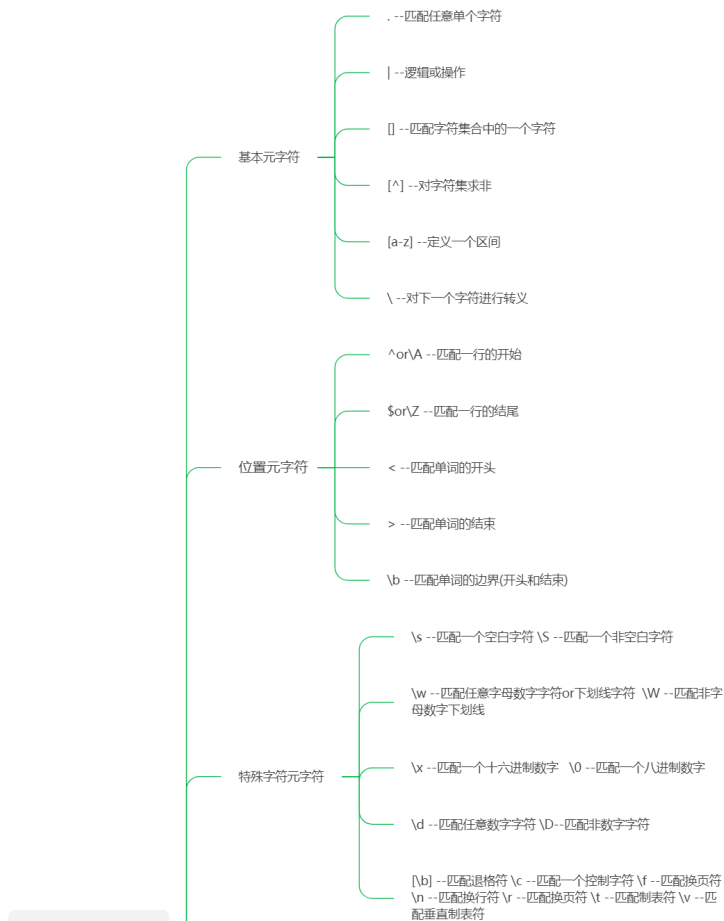 基本元字符
. --匹配任意单个字符
| --逻辑或操作
[] --匹配字符集合中的一个字符
[^] --对字符集求非
[a-z] --定义一个区间
\ --对下一个字符进行转义
位置元字符
^or\A --匹配一行的开始
$or\Z --匹配一行的结尾
< --匹配单词的开头
> --匹配单词的结束
\b --匹配单词的边界(开头和结束)
特殊字符元字符
\s --匹配一个空白字符 \S --匹配一个非空白字符
\w --匹配任意字母数字字符or下划线字符 \W --匹配非字
母数字下划线
\x --匹配一个十六进制数字 \0 --匹配一个八进制数字
\d --匹配任意数字字符 \D--匹配非数字字符
[\b] --匹配退格符 \c --匹配一个控制字符 \f --匹配换页符
\n --匹配换行符 \r --匹配换页符 \t --匹配制表符 \v --匹
配垂直制表符